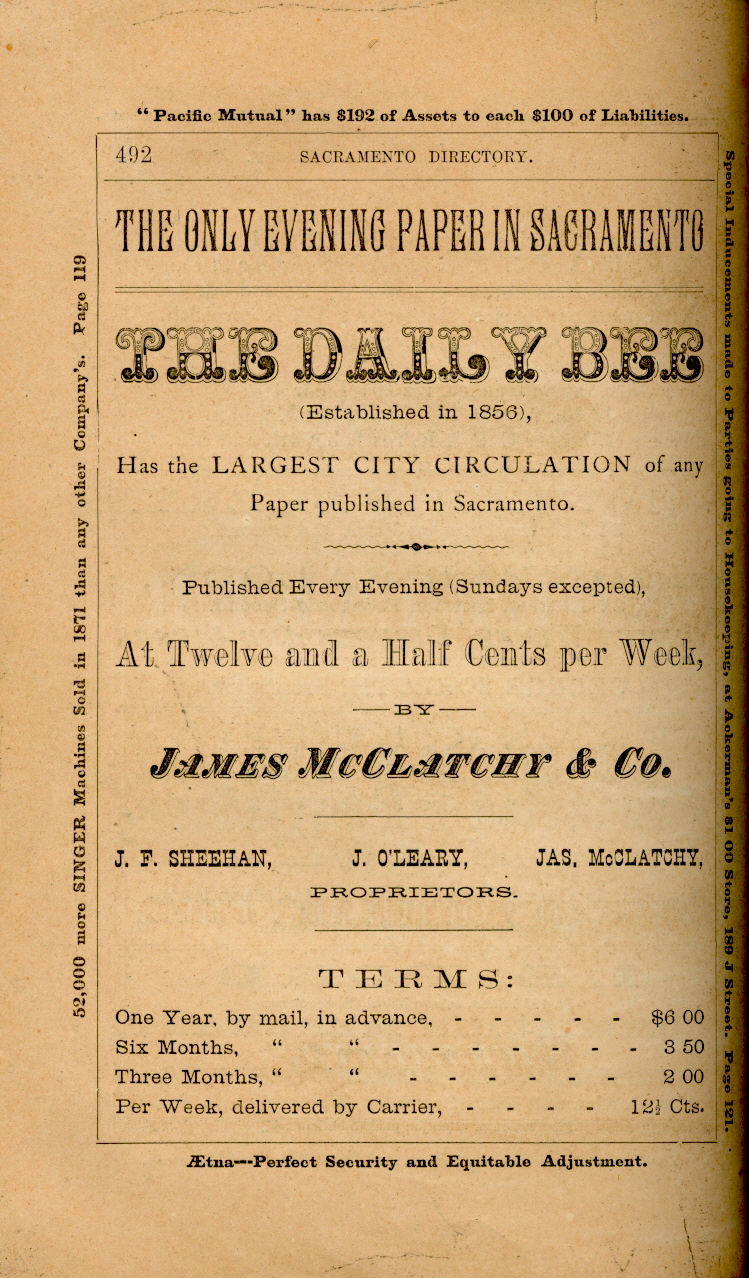 “Pacific Mutual” has $192 of Assets to each $100 of Liabilities.
492 SACRAMENTO DIRECTORY.
THE ONLY EVENING PAPER IN SACRAMENTO
THE DAILY BEE
(Established in 1856),
Has the LARGEST CITY CIRCULATION of any
Paper published in Sacramento.
Published Every Evening (Sundays excepted),
At Twelve and a Half Cents per Week,
BY
JAMES McCLATCHY & Co.
J. F. SHEEHAN, J. O'LEARY, JAS. McCLATCHY,
PROPRIETORS.
TERMS:
One Year, by mail, in advance, - - - - - $6 00
Six Months, “ “ - - - - - - - 3 50
Three Months, “ “ - - - - - - 2 00
Per Week, delivered by Carrier, - - - - 12½ Cts.
Ætna—Perfect Security and Equitable Adjustment.
52,000 more SINGER Machines Sold in 1871 than any other Company's. Page 119
Special Inducements made to Parties going to Housekeeping, at Ackerman's $1 00 Store, 189 J Street. Page 121.